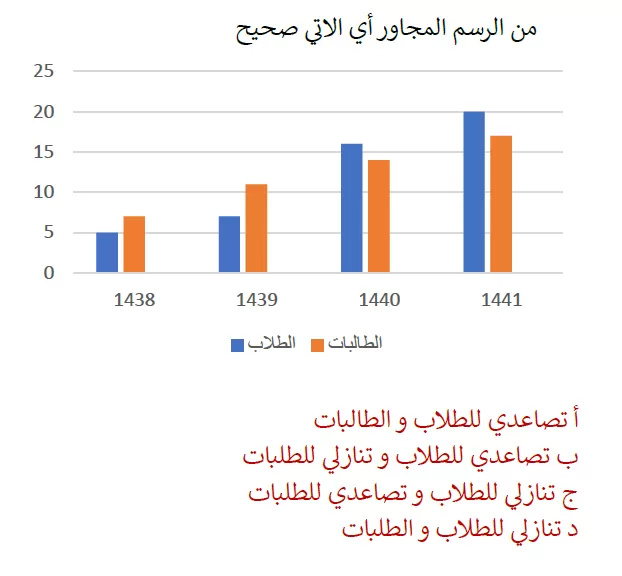 من الرسم المجاور أي الاتي صحيح
25
20
15
10
5
0
1438 1439 1440 1441
الطلاب الطالبات
أ تصاعدي للطلاب و الطالبات
ب تصاعدي للطلاب و تنازلي للطلبات
ج تنازلي للطلاب و تصاعدي للطلبات
د تنازلي للطلاب و الطلبات